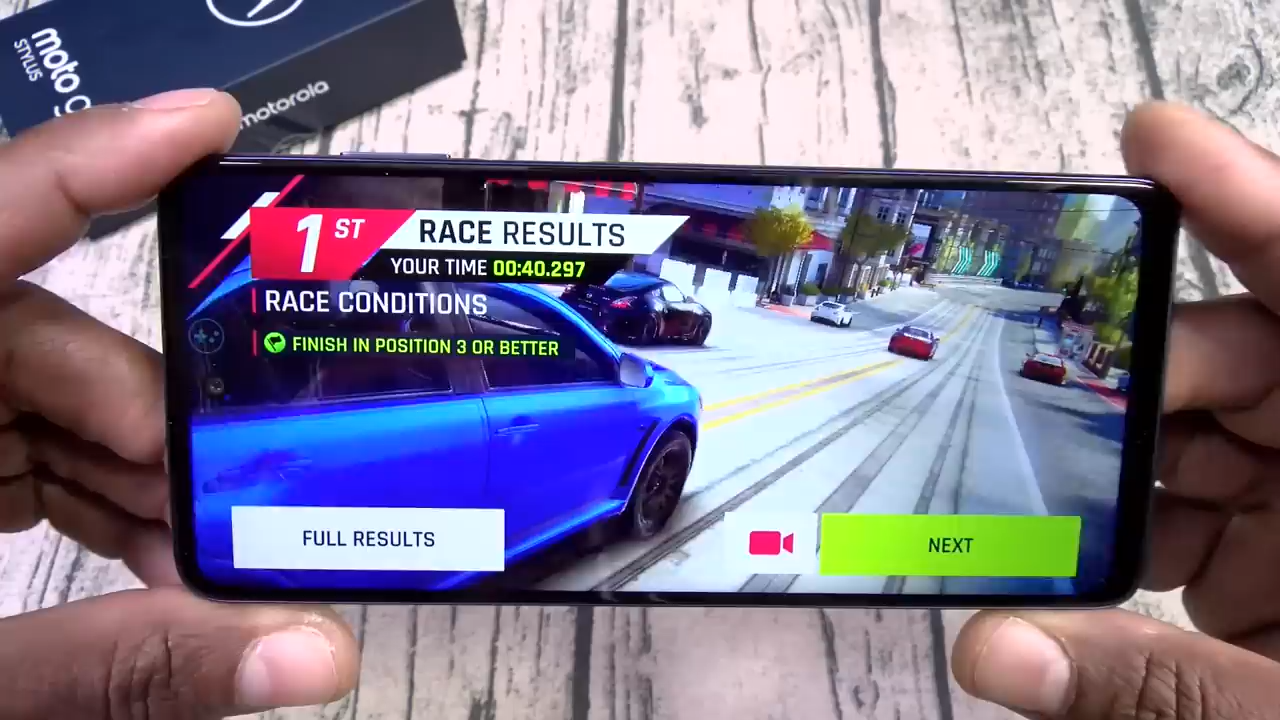 moto g
STYLUS
motorola
1ST
RACE RESULTS
YOUR TIME 00:40.297
RACE CONDITIONS
FINISH IN POSITION 3 OR BETTER
FULL RESULTS
NEXT